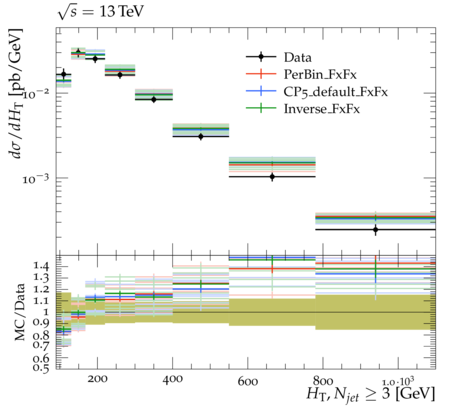 √s = 13 TeV
dσ/dH_T [pb/GeV]
10⁻²
10⁻³
Data
PerBin_FxFx
CP5_default_FxFx
Inverse_FxFx
MC/Data
1.4
1.3
1.2
1.1
1
0.9
0.8
0.7
0.6
0.5
200 400 600 800 1.0·10³
H_T, N_jet ≥ 3 [GeV]